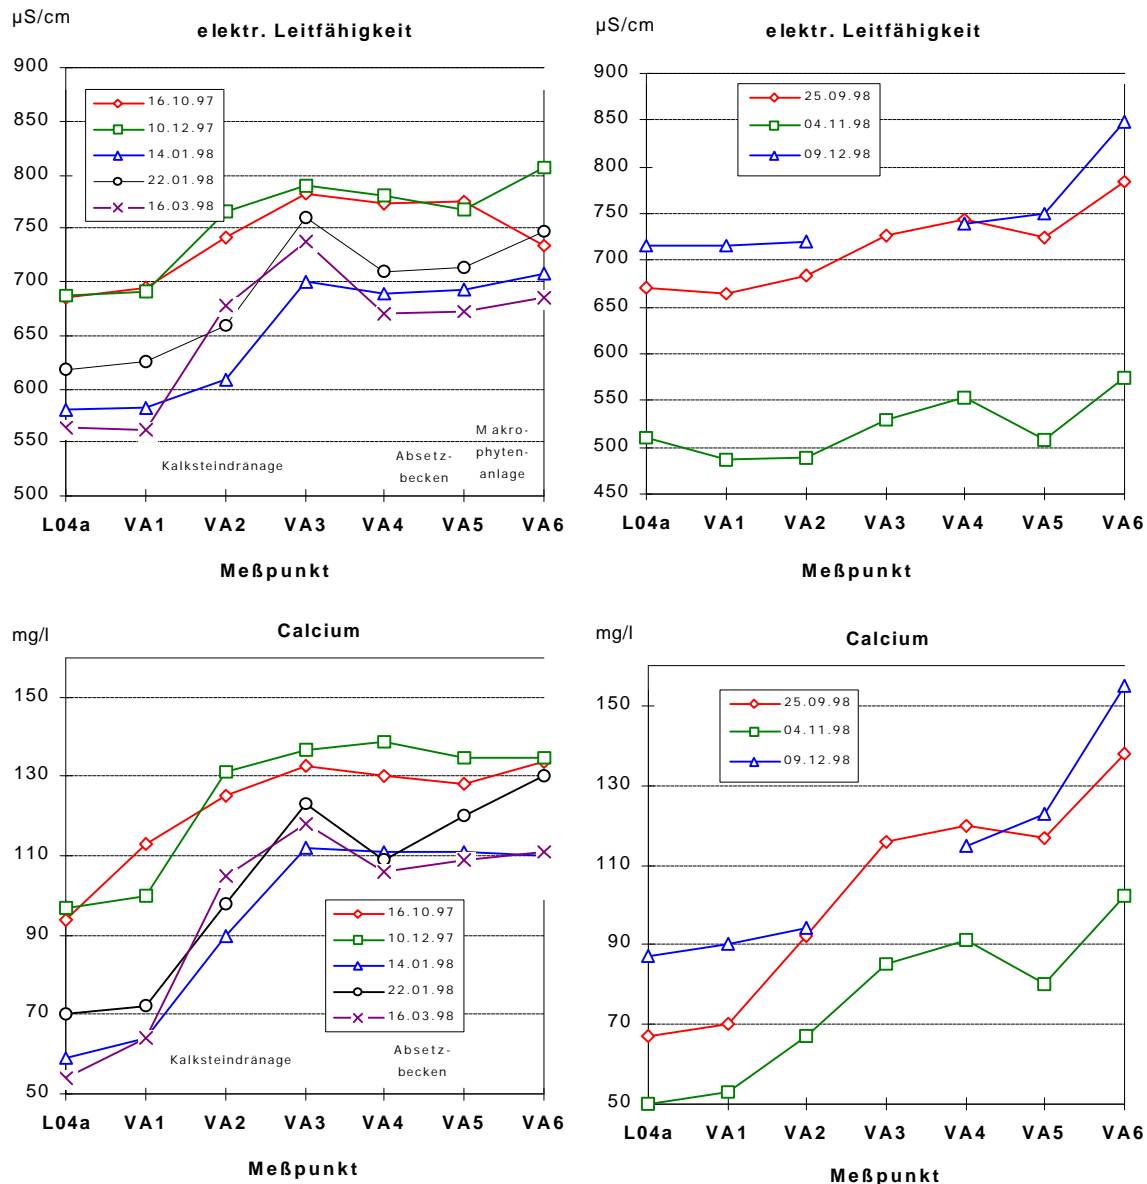 µS/cm
elektr. Leitfähigkeit
900
850
800
750
700
650
600
550
500
16.10.97
10.12.97
14.01.98
22.01.98
16.03.98
Kalksteindränage
Absetz-
becken
Makro-
phyten-
anlage
L04a VA1 VA2 VA3 VA4 VA5 VA6
Meßpunkt
µS/cm
elektr. Leitfähigkeit
900
850
800
750
700
650
600
550
500
450
25.09.98
04.11.98
09.12.98
L04a VA1 VA2 VA3 VA4 VA5 VA6
Meßpunkt
mg/l
Calcium
150
130
110
90
70
50
16.10.97
10.12.97
14.01.98
22.01.98
16.03.98
Kalksteindränage
Absetz-
becken
L04a VA1 VA2 VA3 VA4 VA5 VA6
Meßpunkt
mg/l
Calcium
150
130
110
90
70
50
25.09.98
04.11.98
09.12.98
L04a VA1 VA2 VA3 VA4 VA5 VA6
Meßpunkt